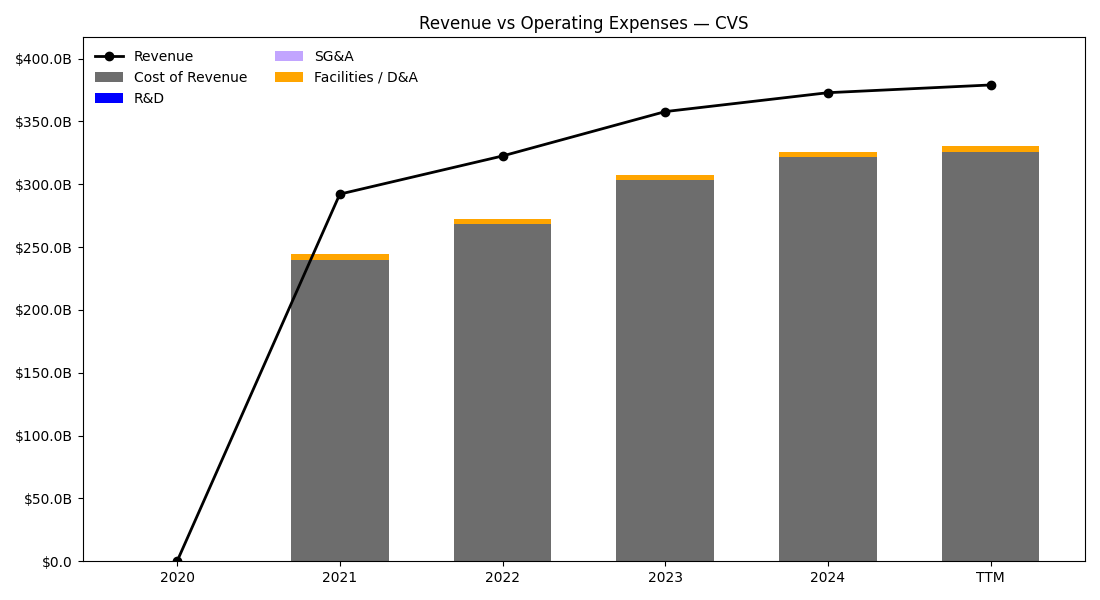 Revenue vs Operating Expenses — CVS
Revenue
Cost of Revenue
R&D
SG&A
Facilities / D&A
$400.0B
$350.0B
$300.0B
$250.0B
$200.0B
$150.0B
$100.0B
$50.0B
$0.0
2020 2021 2022 2023 2024 TTM